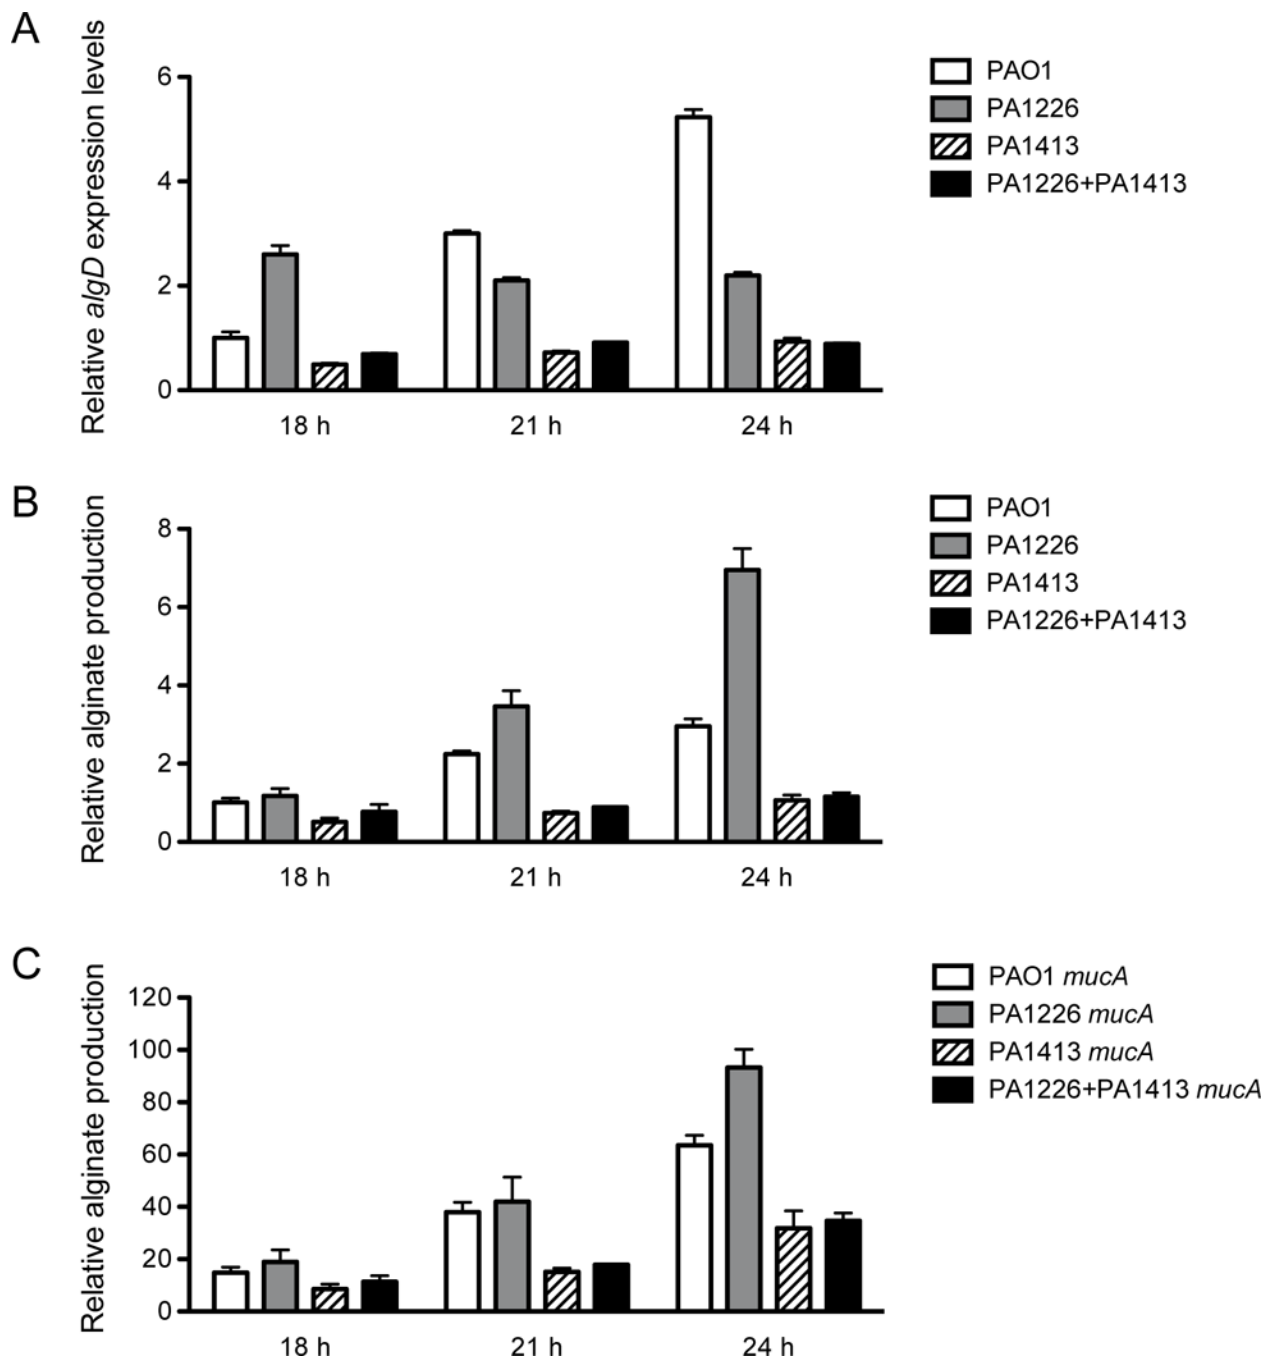 A
Relative algD expression levels
6
4
2
0
18 h
21 h
24 h
PAO1
PA1226
PA1413
PA1226+PA1413
B
Relative alginate production
8
6
4
2
0
18 h
21 h
24 h
PAO1
PA1226
PA1413
PA1226+PA1413
C
Relative alginate production
120
100
80
60
40
20
0
18 h
21 h
24 h
PAO1 mucA
PA1226 mucA
PA1413 mucA
PA1226+PA1413 mucA